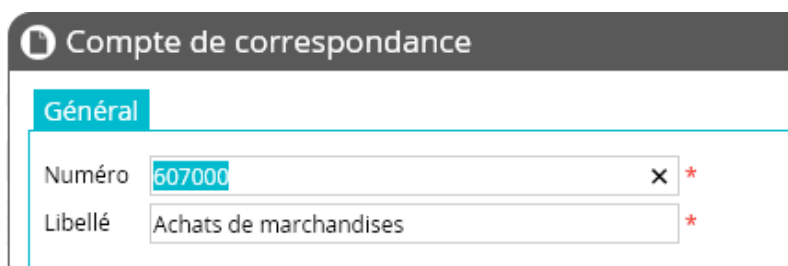 Compte de correspondance
Général
Numéro 607000 *
Libellé Achats de marchandises *